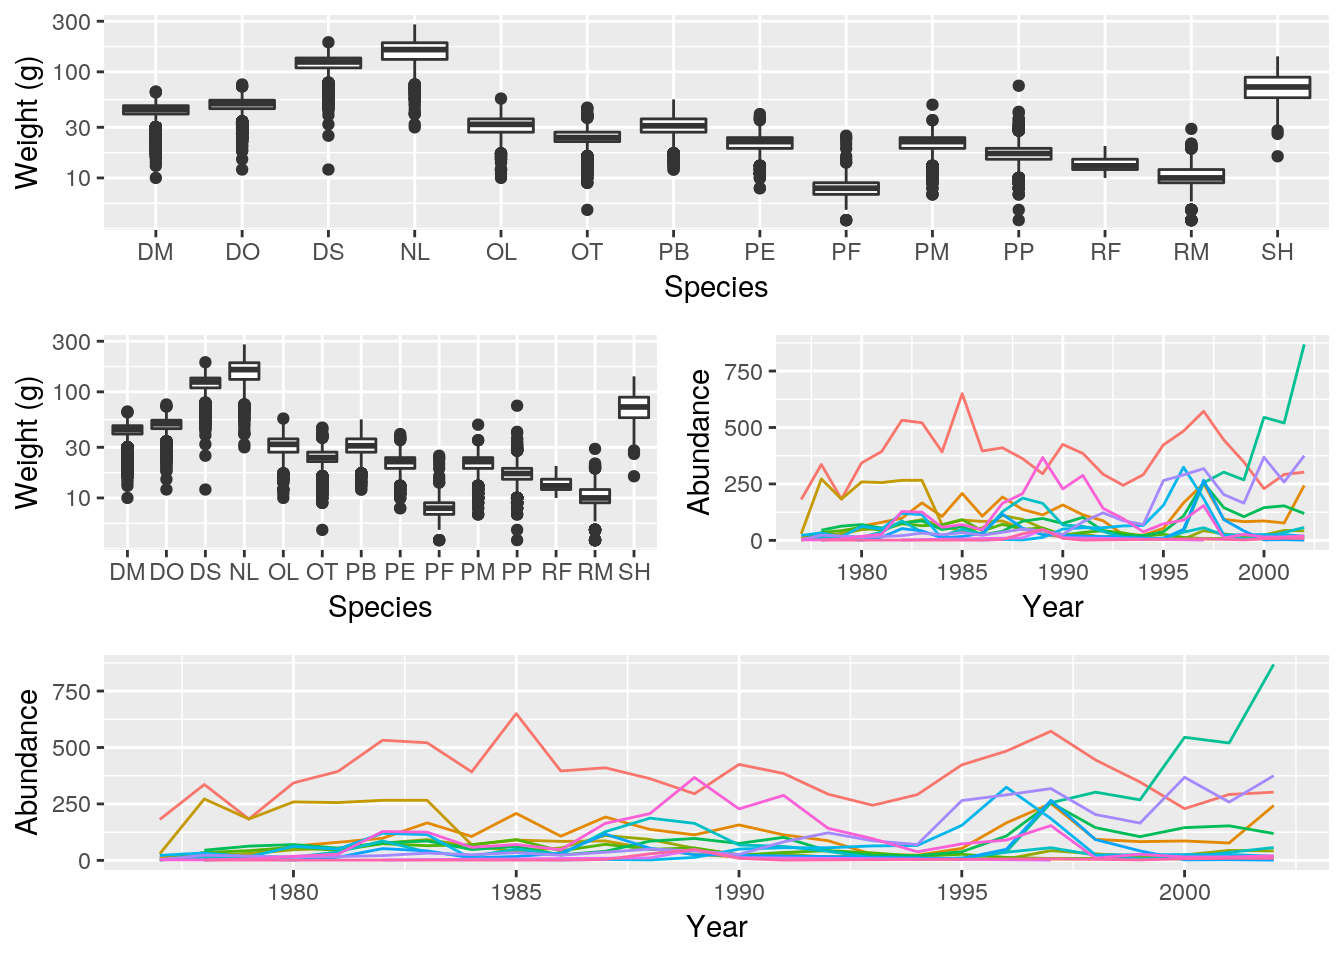 Weight (g)
300
100
30
10
DM DO DS NL OL OT PB PE PF PM PP RF RM SH
Species
Weight (g)
300
100
30
10
DM DO DS NL OL OT PB PE PF PM PP RF RM SH
Species
Abundance
750
500
250
0
1980 1985 1990 1995 2000
Year
Abundance
750
500
250
0
1980 1985 1990 1995 2000
Year